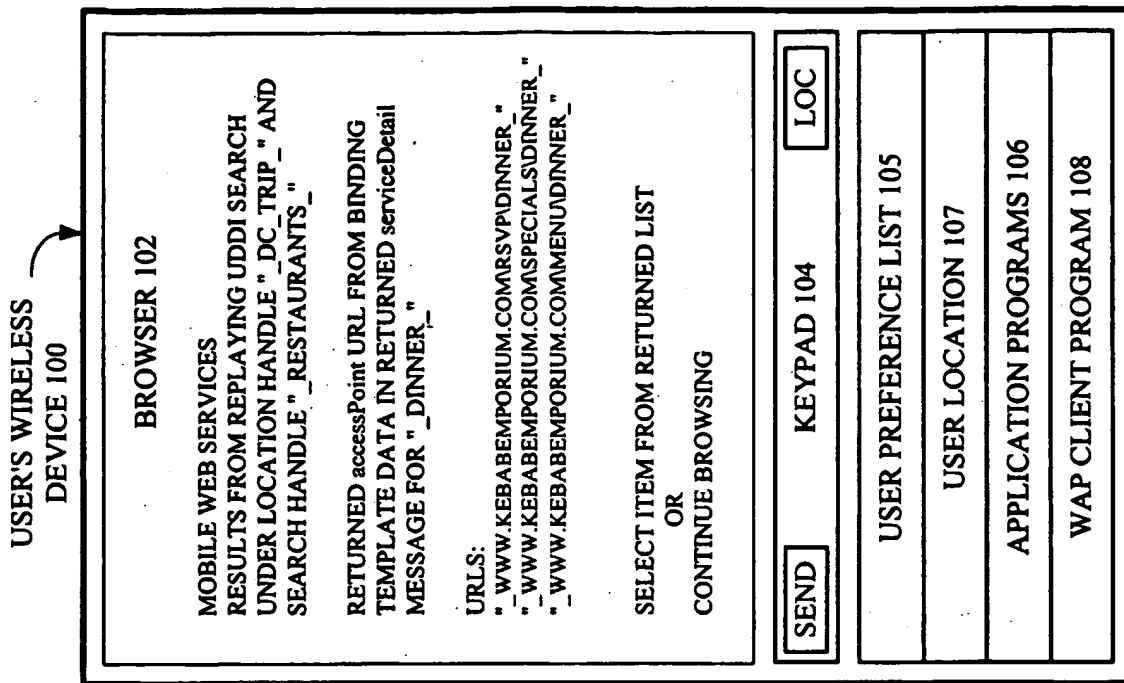 USER'S WIRELESS
DEVICE 100
BROWSER 102
MOBILE WEB SERVICES
RESULTS FROM REPLAYING UDDI SEARCH
UNDER LOCATION HANDLE "_DC_TRIP_" AND
SEARCH HANDLE "_RESTAURANTS_"
RETURNED accessPoint URL FROM BINDING
TEMPLATE DATA IN RETURNED serviceDetail
MESSAGE FOR "_DINNER_"
URLS:
"_WWW.KEBABEMPORIUM.COM\RSVP\DINNER_"
"_WWW.KEBABEMPORIUM.COM\SPECIALS\DINNER_"
"_WWW.KEBABEMPORIUM.COM\MENU\DINNER_"
SELECT ITEM FROM RETURNED LIST
OR
CONTINUE BROWSING
SEND KEYPAD 104 LOC
USER PREFERENCE LIST 105
USER LOCATION 107
APPLICATION PROGRAMS 106
WAP CLIENT PROGRAM 108